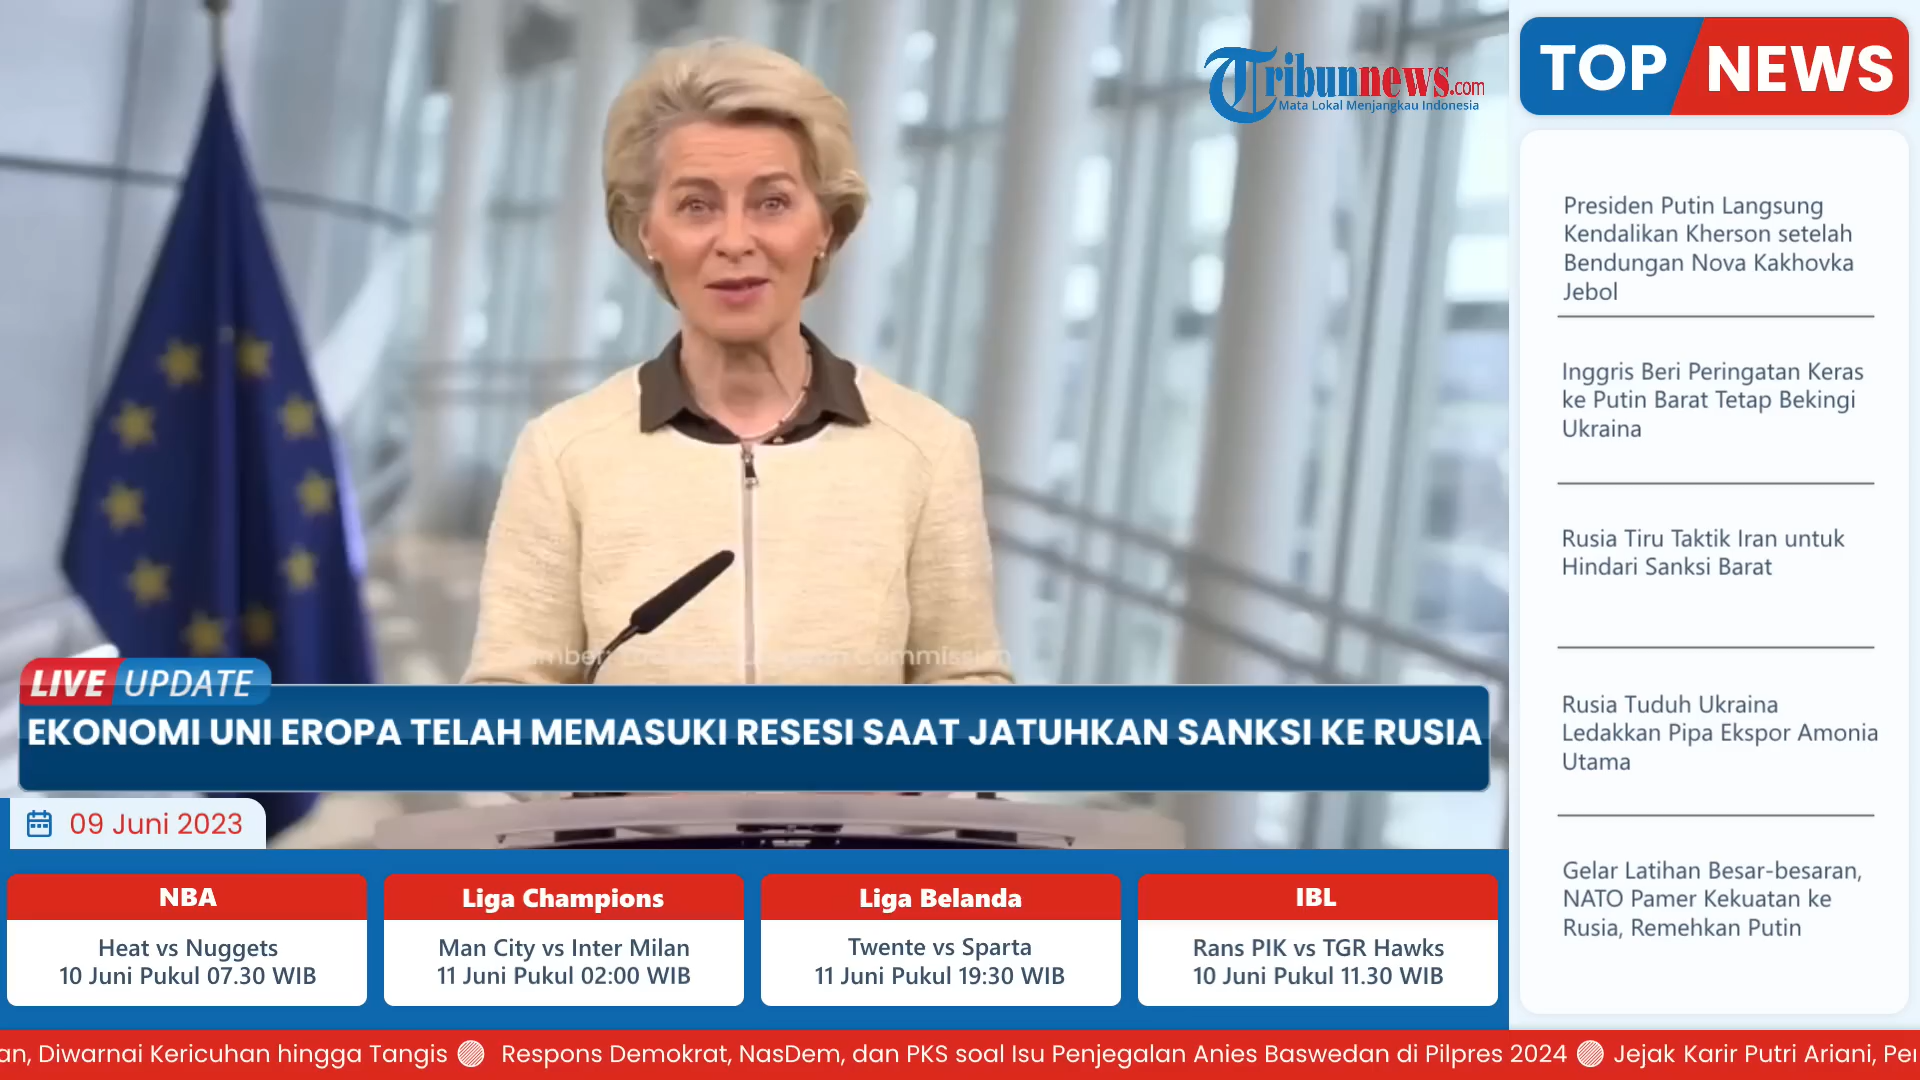 Tribunnews.com
Mata Lokal Menjangkau Indonesia
TOP NEWS
Presiden Putin Langsung
Kendalikan Kherson setelah
Bendungan Nova Kakhovka
Jebol
Inggris Beri Peringatan Keras
ke Putin Barat Tetap Bekingi
Ukraina
Rusia Tiru Taktik Iran untuk
Hindari Sanksi Barat
Rusia Tuduh Ukraina
Ledakkan Pipa Ekspor Amonia
Utama
Gelar Latihan Besar-besaran,
NATO Pamer Kekuatan ke
Rusia, Remehkan Putin
Commission
LIVE UPDATE
EKONOMI UNI EROPA TELAH MEMASUKI RESESI SAAT JATUHKAN SANKSI KE RUSIA
09 Juni 2023
NBA
Heat vs Nuggets
10 Juni Pukul 07.30 WIB
Liga Champions
Man City vs Inter Milan
11 Juni Pukul 02:00 WIB
Liga Belanda
Twente vs Sparta
11 Juni Pukul 19:30 WIB
IBL
Rans PIK vs TGR Hawks
10 Juni Pukul 11.30 WIB
an, Diwarnai Kericuhan hingga Tangis Respons Demokrat, NasDem, dan PKS soal Isu Penjegalan Anies Baswedan di Pilpres 2024 Jejak Karir Putri Ariani, Per